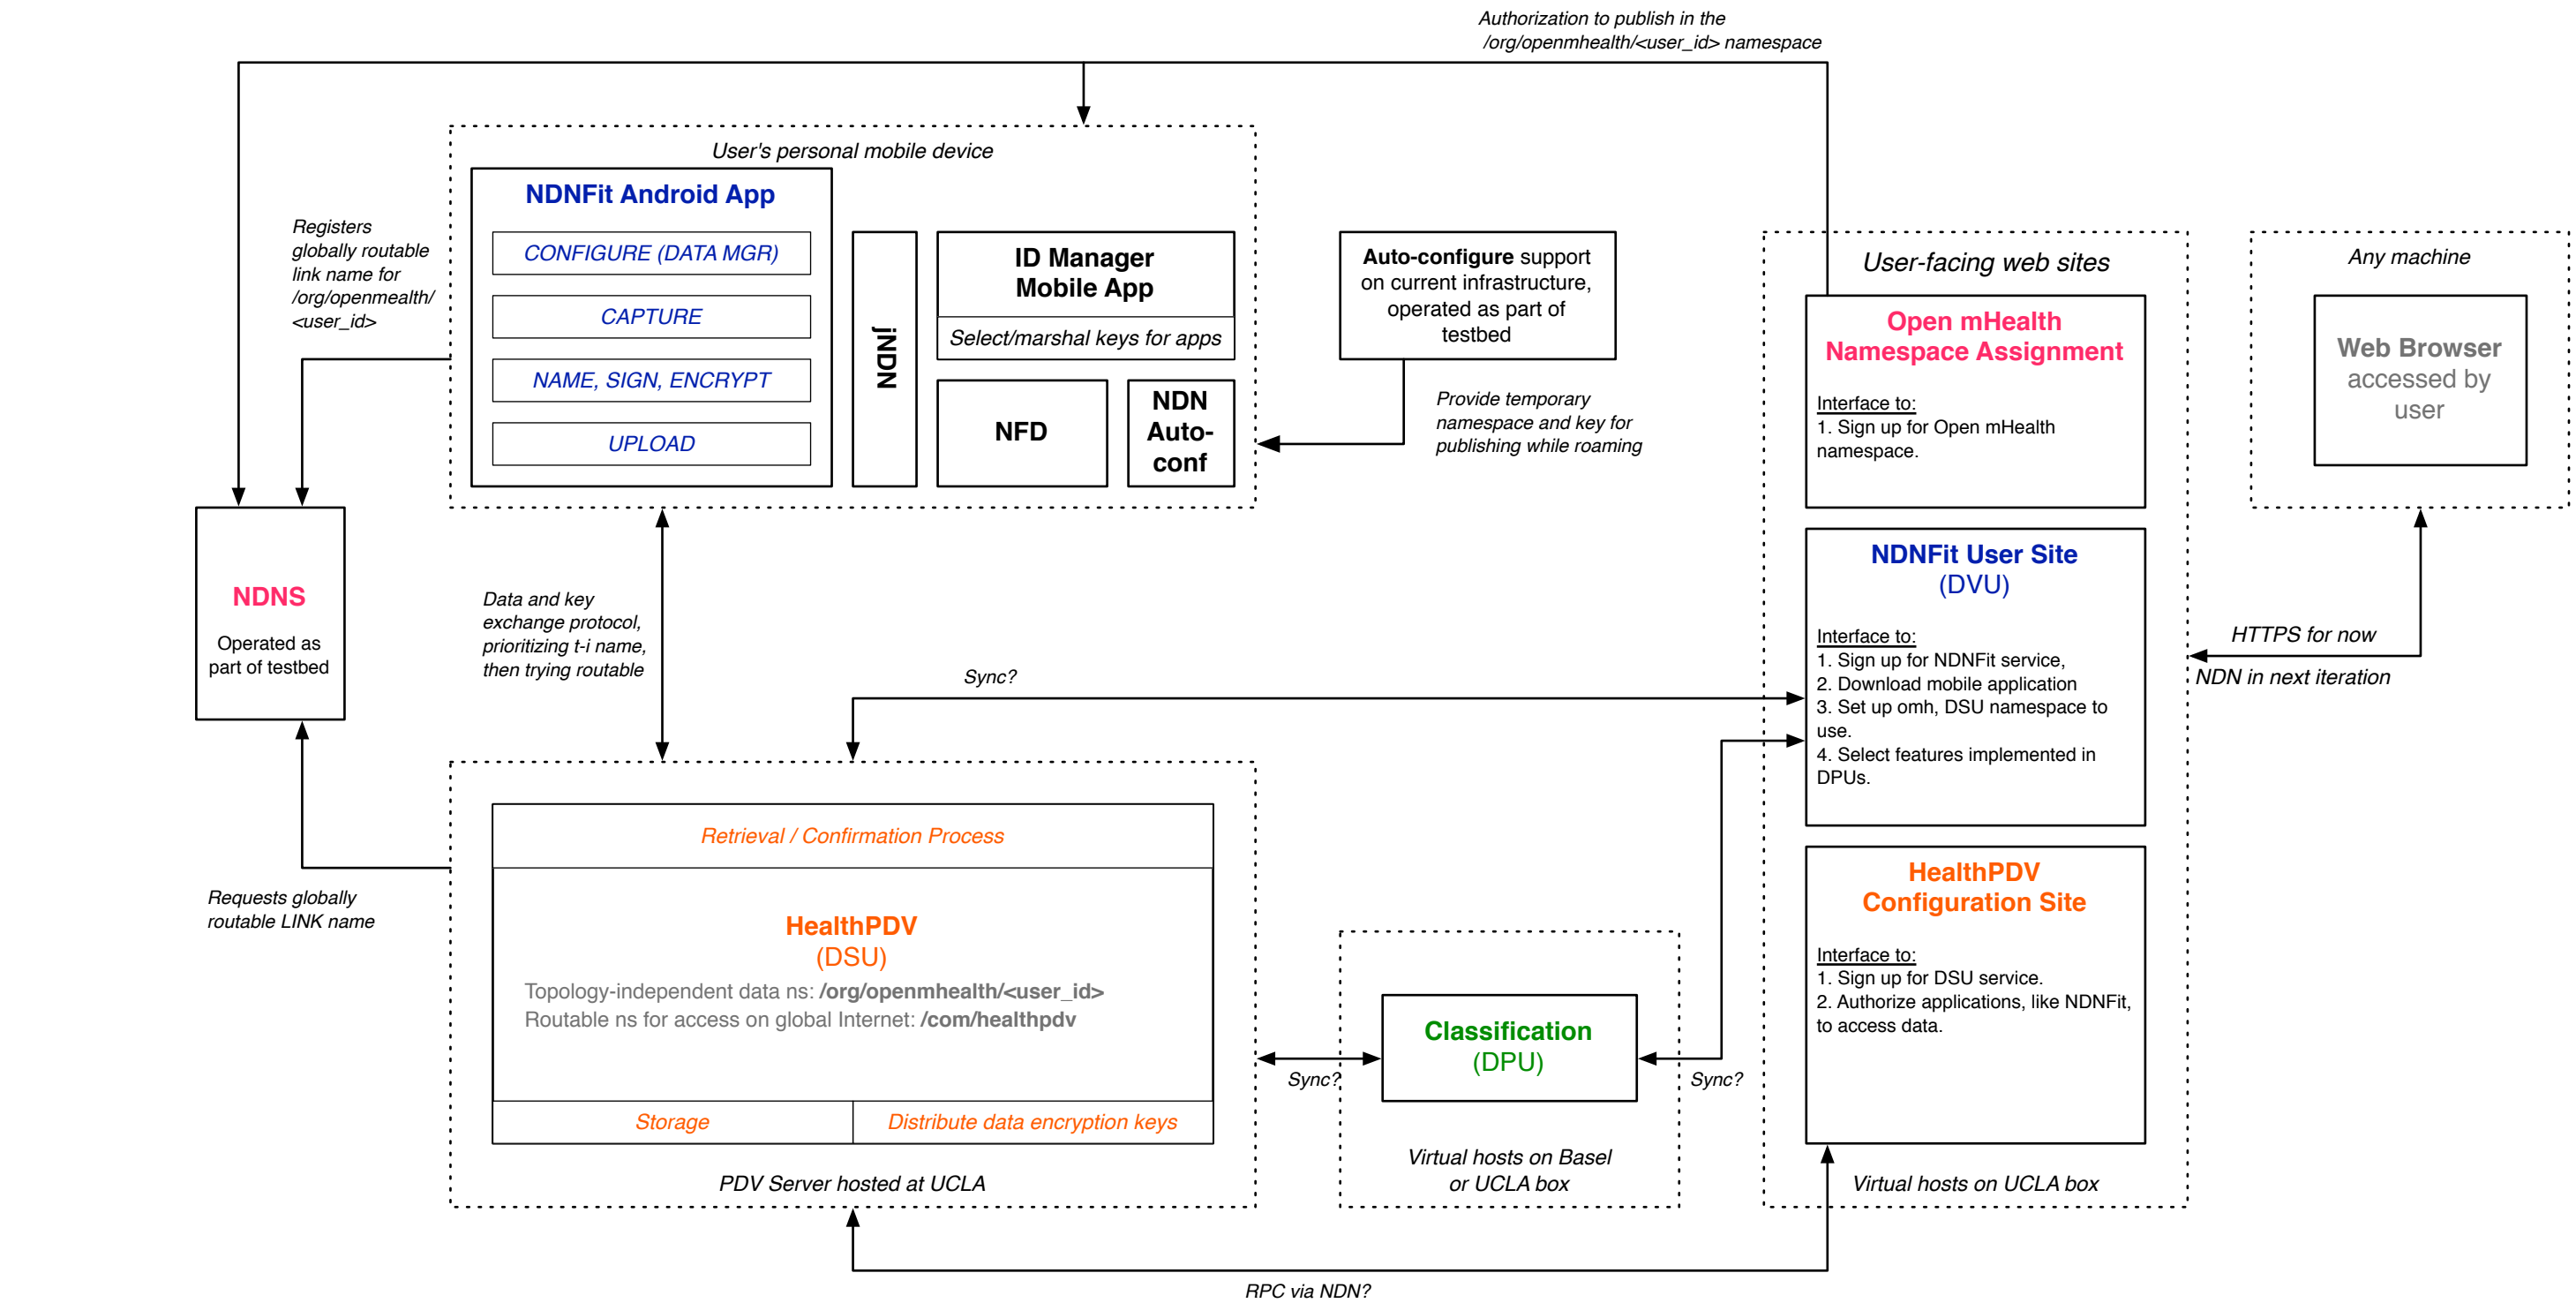 Authorization to publish in the
/org/openmhealth/<user_id> namespace
User's personal mobile device
NDNFit Android App
CONFIGURE (DATA MGR)
CAPTURE
NAME, SIGN, ENCRYPT
UPLOAD
jNDN
ID Manager
Mobile App
Select/marshal keys for apps
NFD
NDN
Auto-
conf
Registers
globally routable
link name for
/org/openmealth/
<user_id>
Auto-configure support
on current infrastructure,
operated as part of
testbed
Provide temporary
namespace and key for
publishing while roaming
User-facing web sites
Open mHealth
Namespace Assignment
Interface to:
1. Sign up for Open mHealth
namespace.
Any machine
Web Browser
accessed by
user
NDNS
Operated as
part of testbed
Data and key
exchange protocol,
prioritizing t-i name,
then trying routable
Sync?
NDNFit User Site
(DVU)
Interface to:
1. Sign up for NDNFit service,
2. Download mobile application
3. Set up omh, DSU namespace to
use.
4. Select features implemented in
DPUs.
HTTPS for now
NDN in next iteration
Requests globally
routable LINK name
Retrieval / Confirmation Process
HealthPDV
(DSU)
Topology-independent data ns: /org/openmhealth/<user_id>
Routable ns for access on global Internet: /com/healthpdv
Storage
Distribute data encryption keys
PDV Server hosted at UCLA
Sync?
Classification
(DPU)
Sync?
Virtual hosts on Basel
or UCLA box
HealthPDV
Configuration Site
Interface to:
1. Sign up for DSU service.
2. Authorize applications, like NDNFit,
to access data.
Virtual hosts on UCLA box
RPC via NDN?